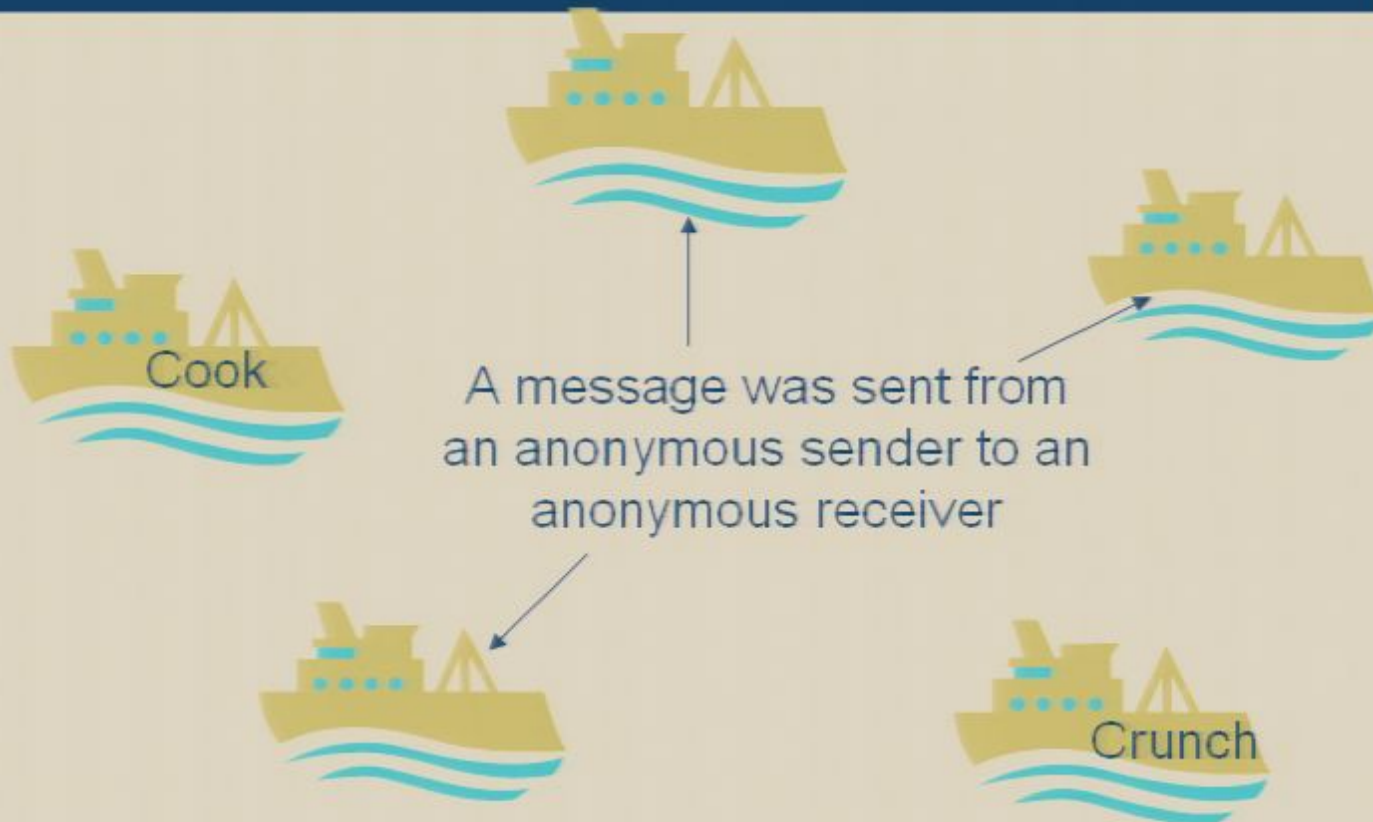 Cook
A message was sent from
an anonymous sender to an
anonymous receiver
Crunch